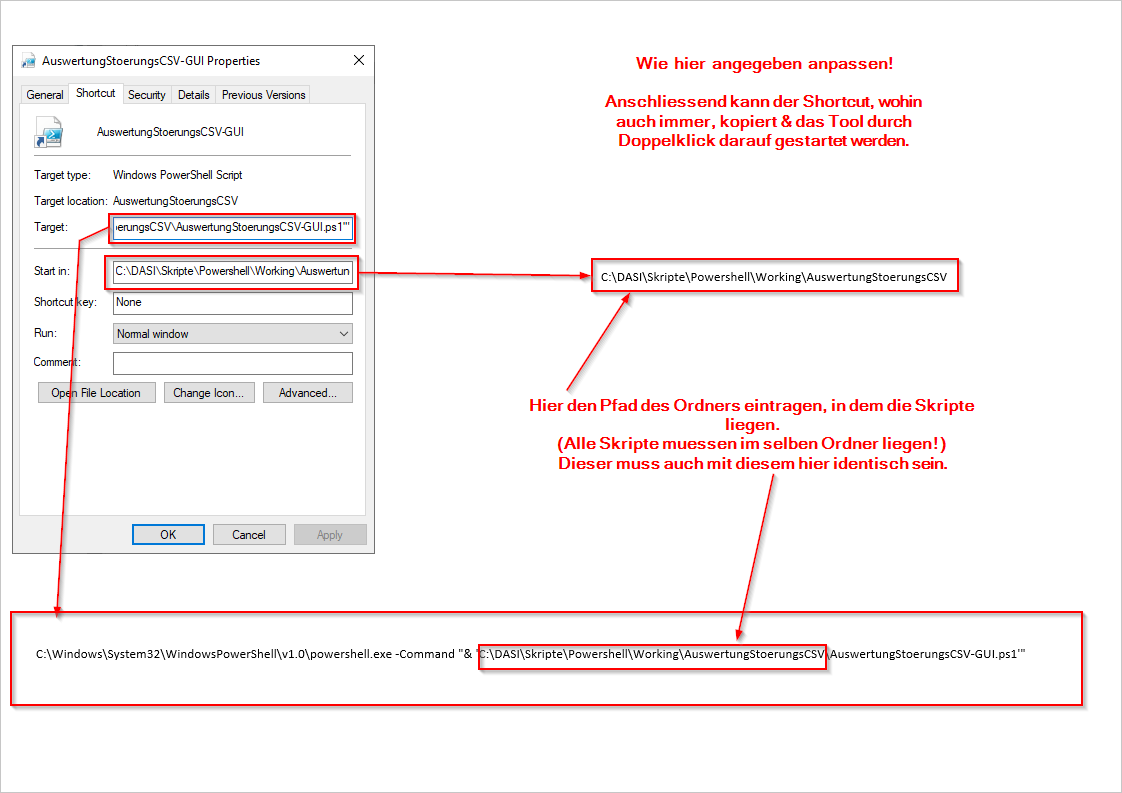 AuswertungStoerungsCSV-GUI Properties
General Shortcut Security Details Previous Versions
AuswertungStoerungsCSV-GUI
Target type: Windows PowerShell Script
Target location: AuswertungStoerungsCSV
Target: erungsCSV\AuswertungStoerungsCSV-GUI.ps1'"
Start in: C:\DASI\Skripte\Powershell\Working\Auswertun
Shortcut key: None
Run: Normal window
Comment:
Open File Location Change Icon... Advanced...
OK Cancel Apply
Wie hier angegeben anpassen!
Anschliessend kann der Shortcut, wohin
auch immer, kopiert & das Tool durch
Doppelklick darauf gestartet werden.
C:\DASI\Skripte\Powershell\Working\AuswertungStoerungsCSV
Hier den Pfad des Ordners eintragen, in dem die Skripte
liegen.
(Alle Skripte muessen im selben Ordner liegen!)
Dieser muss auch mit diesem hier identisch sein.
C:\Windows\System32\WindowsPowerShell\v1.0\powershell.exe -Command "& 'C:\DASI\Skripte\Powershell\Working\AuswertungStoerungsCSV\AuswertungStoerungsCSV-GUI.ps1'"